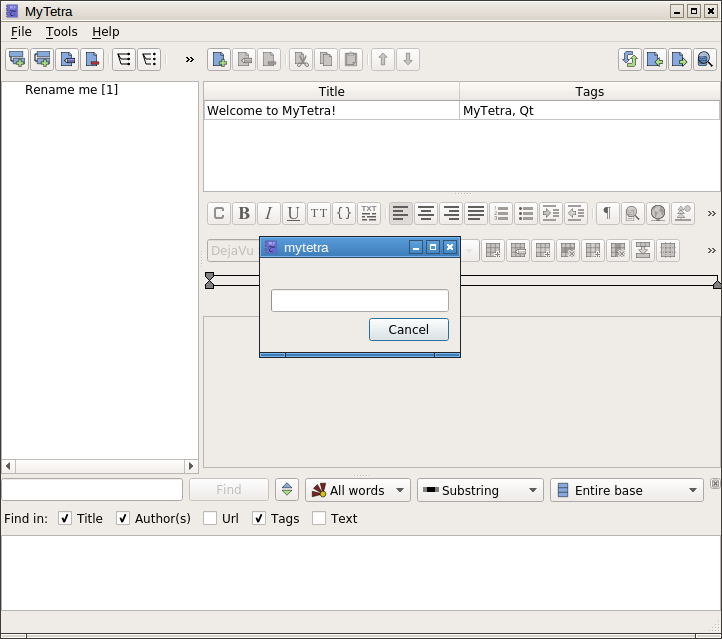 MyTetra
File Tools Help
»
»
Rename me [1]
Title Tags
Welcome to MyTetra! MyTetra, Qt
C B I U TT {} TXT ¶ »
DejaVu »
mytetra
Cancel
Find All words Substring Entire base
Find in: Title Author(s) Url Tags Text